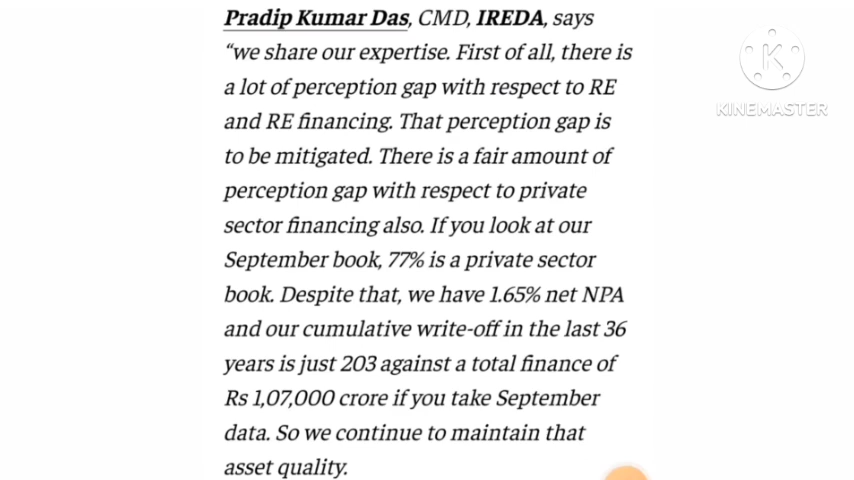 Pradip Kumar Das, CMD, IREDA, says
“we share our expertise. First of all, there is
a lot of perception gap with respect to RE
and RE financing. That perception gap is
to be mitigated. There is a fair amount of
perception gap with respect to private
sector financing also. If you look at our
September book, 77% is a private sector
book. Despite that, we have 1.65% net NPA
and our cumulative write-off in the last 36
years is just 203 against a total finance of
Rs 1,07,000 crore if you take September
data. So we continue to maintain that
asset quality.
K
KINEMASTER